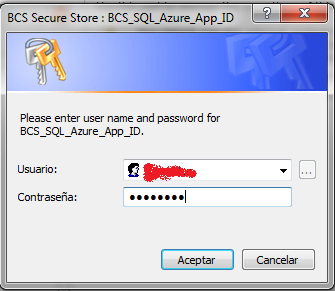 BCS Secure Store : BCS_SQL_Azure_App_ID
Please enter user name and password for
BCS_SQL_Azure_App_ID.
Usuario:
...
Contraseña: ●●●●●●●●
Aceptar Cancelar